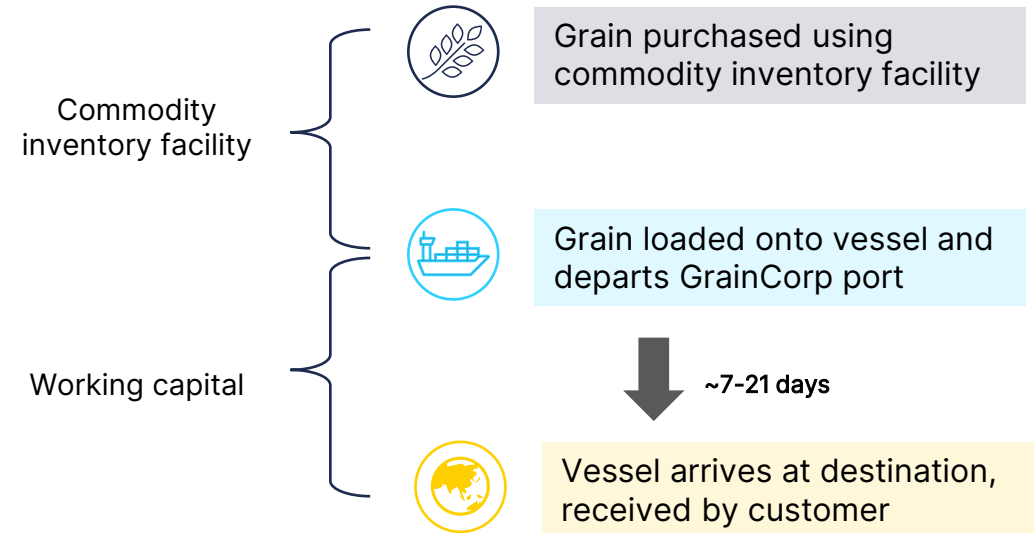 Grain purchased using
commodity inventory facility
Commodity
inventory facility
Grain loaded onto vessel and
departs GrainCorp port
~7-21 days
Working capital
Vessel arrives at destination,
received by customer